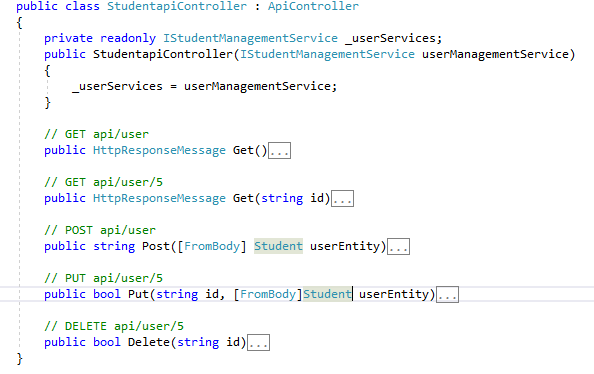 public class StudentapiController : ApiController
{
private readonly IStudentManagementService _userServices;
public StudentapiController(IStudentManagementService userManagementService)
{
_userServices = userManagementService;
}
// GET api/user
public HttpResponseMessage Get()...
// GET api/user/5
public HttpResponseMessage Get(string id)...
// POST api/user
public string Post([FromBody] Student userEntity)...
// PUT api/user/5
public bool Put(string id, [FromBody]Student userEntity)...
// DELETE api/user/5
public bool Delete(string id)...
}